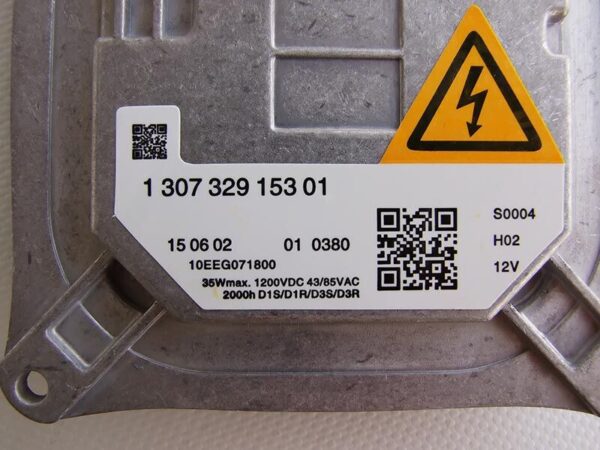 1 307 329 153 01
15 06 02 01 0380
10EEG071800
35Wmax. 1200VDC 43/85VAC
2000h D1S/D1R/D3S/D3R
S0004
H02
12V